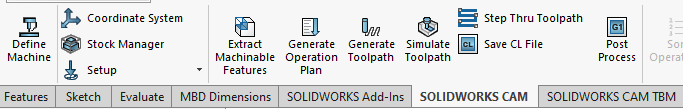 Coordinate System
Step Thru Toolpath
Define Machine
Stock Manager
Extract Machinable Features
Generate Operation Plan
Generate Toolpath
Simulate Toolpath
Save CL File
G1
CL
Post Process
Setup
Features Sketch Evaluate MBD Dimensions SOLIDWORKS Add-Ins SOLIDWORKS CAM SOLIDWORKS CAM TBM